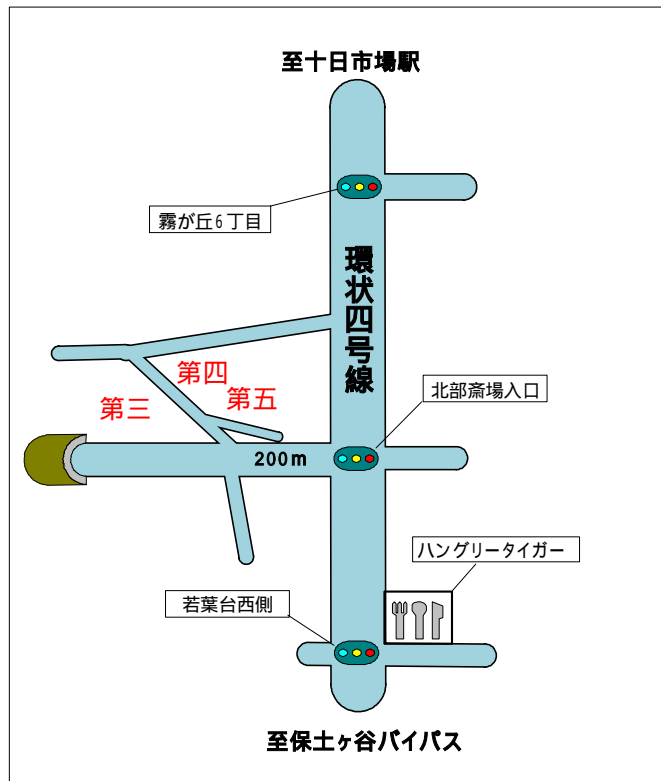 至十日市場駅
霧が丘6丁目
環状四号線
第四
第三
第五
北部斎場入口
200m
ハングリータイガー
若葉台西側
至保土ヶ谷バイパス